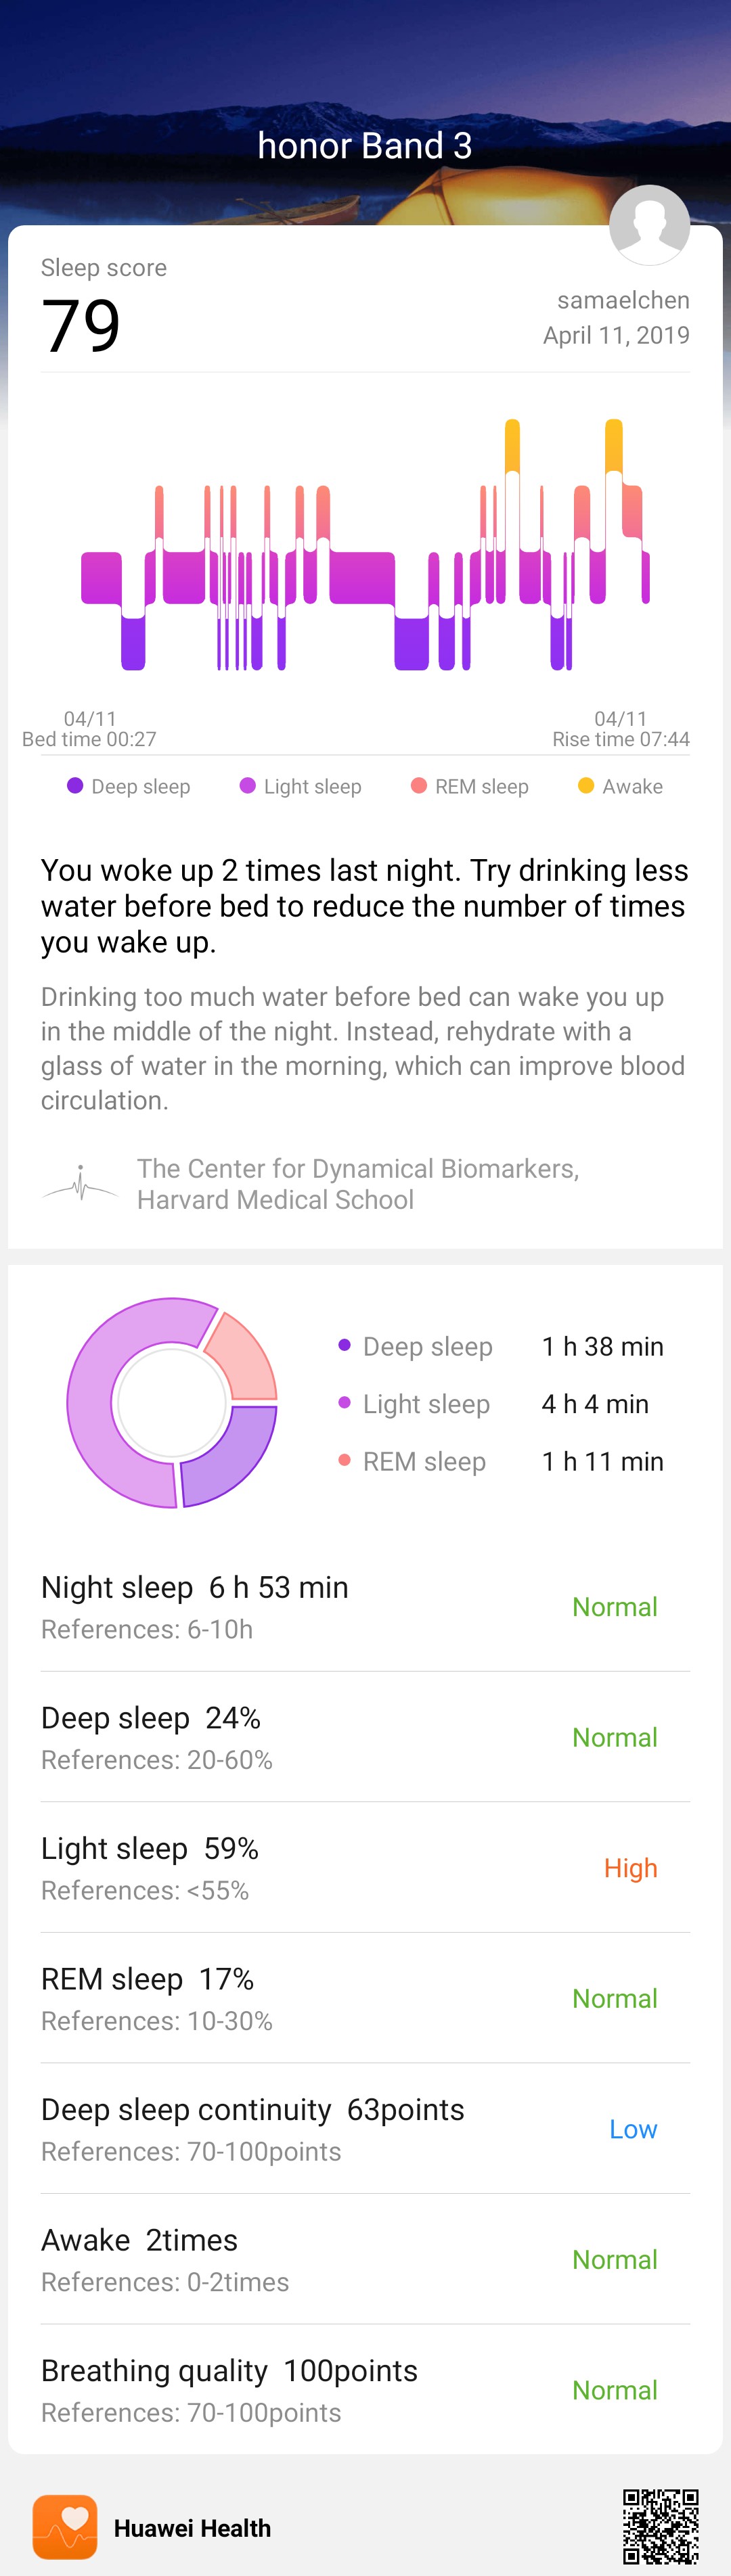 honor Band 3
Sleep score
79
samaelchen
April 11, 2019
04/11
Bed time 00:27
04/11
Rise time 07:44
Deep sleep
Light sleep
REM sleep
Awake
You woke up 2 times last night. Try drinking less
water before bed to reduce the number of times
you wake up.
Drinking too much water before bed can wake you up
in the middle of the night. Instead, rehydrate with a
glass of water in the morning, which can improve blood
circulation.
The Center for Dynamical Biomarkers,
Harvard Medical School
Deep sleep 1 h 38 min
Light sleep 4 h 4 min
REM sleep 1 h 11 min
Night sleep 6 h 53 min
References: 6-10h
Normal
Deep sleep 24%
References: 20-60%
Normal
Light sleep 59%
References: <55%
High
REM sleep 17%
References: 10-30%
Normal
Deep sleep continuity 63points
References: 70-100points
Low
Awake 2times
References: 0-2times
Normal
Breathing quality 100points
References: 70-100points
Normal
Huawei Health